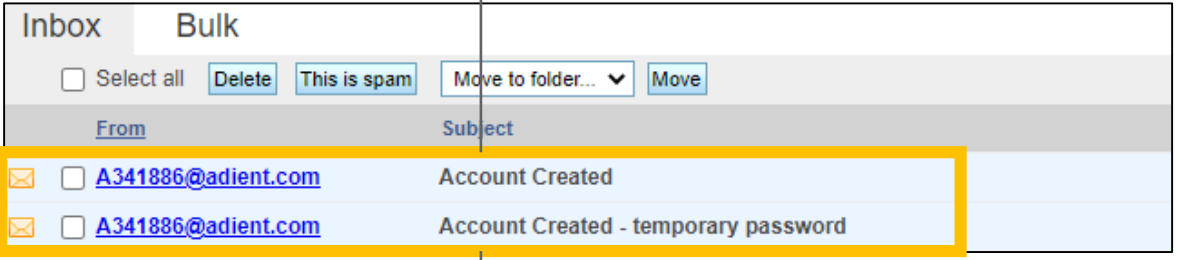 Inbox Bulk
Select all Delete This is spam Move to folder... Move
From Subject
A341886@adient.com Account Created
A341886@adient.com Account Created - temporary password